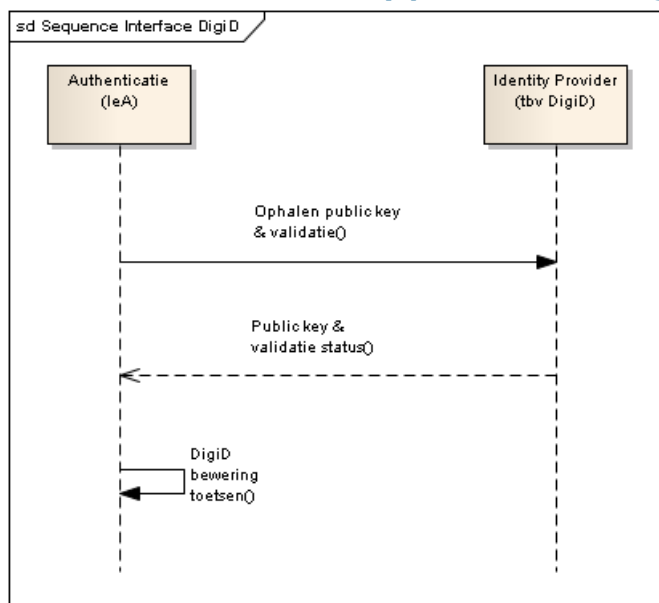 sd Sequence Interface DigiD
Authenticatie
(IeA)
Identity Provider
(tbv DigiD)
Ophalen public key
& validatie()
Public key &
validatie status()
DigiD
bewering
toetsen()